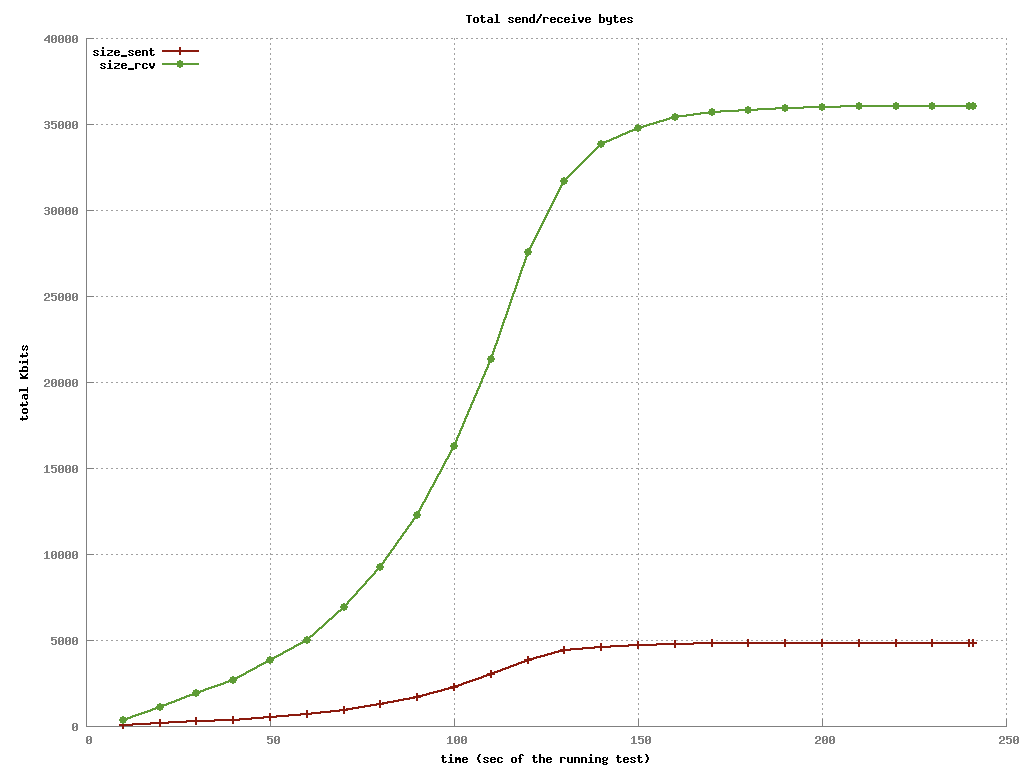 Total send/receive bytes
size_sent
size_rcv
40000
35000
30000
25000
20000
15000
10000
5000
0
total Kbits
0 50 100 150 200 250
time (sec of the running test)